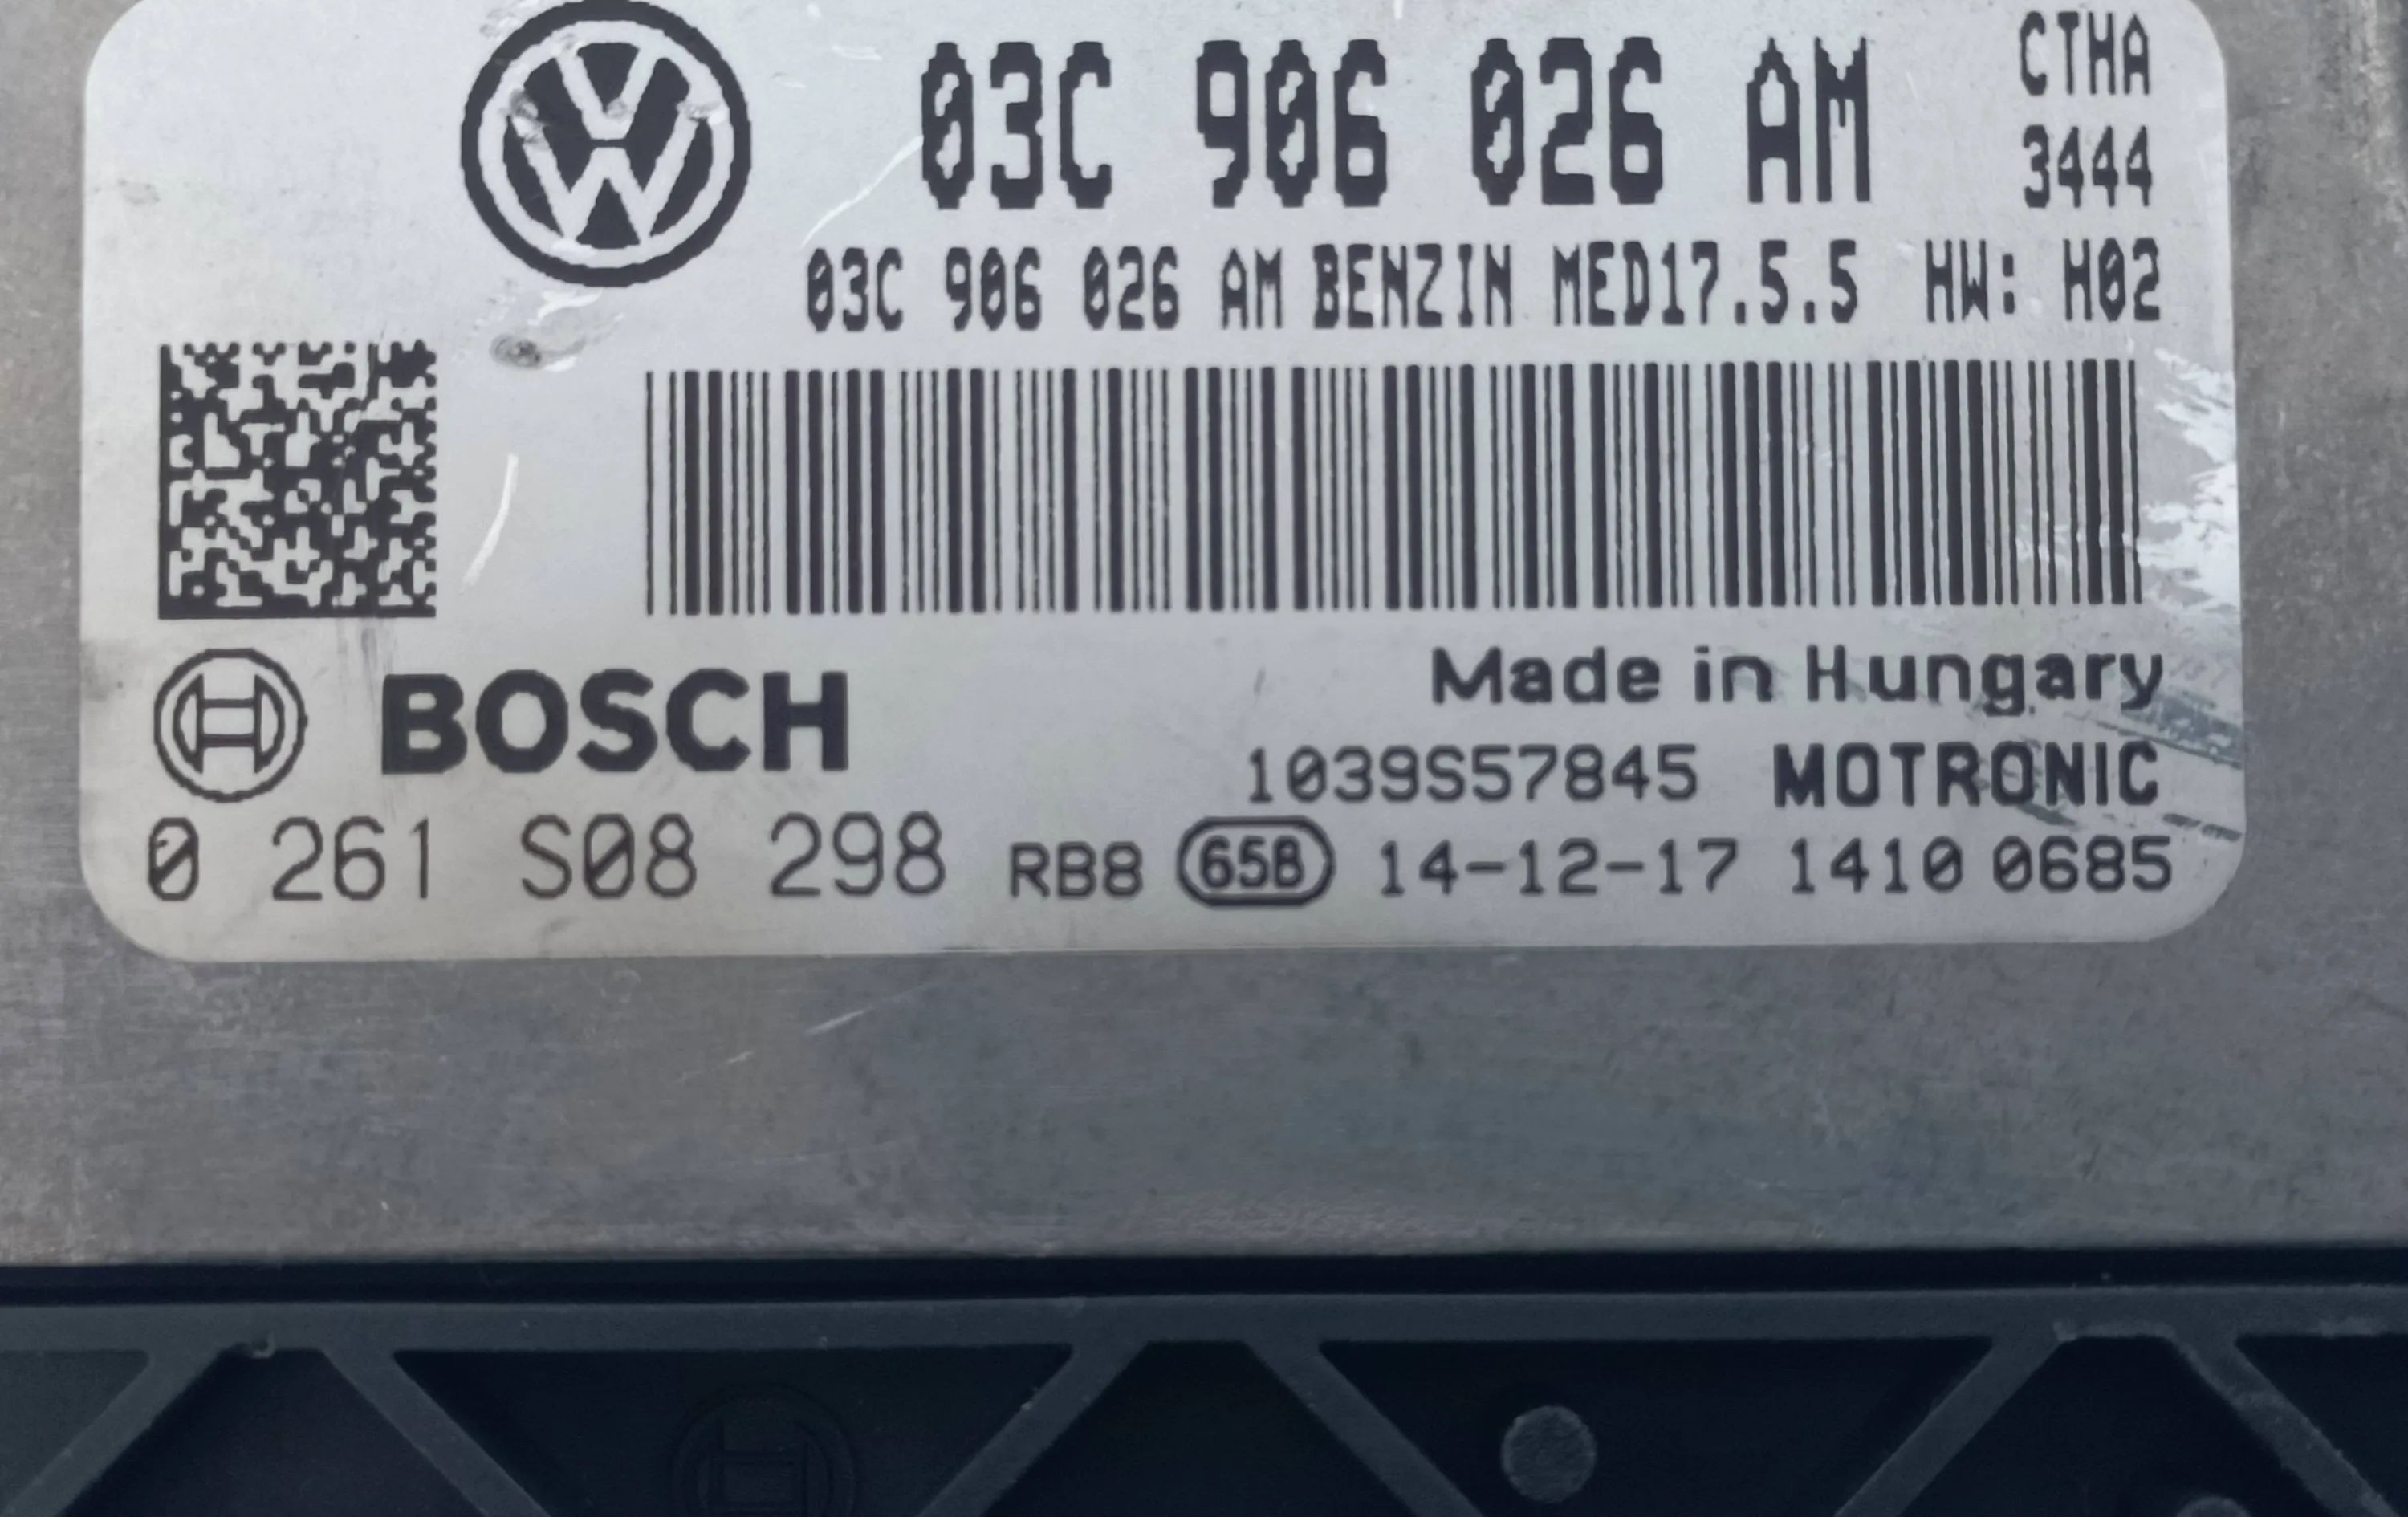 03C 906 026 AM
CTHA
3444
03C 906 026 AM BENZIN MED17.5.5 HW: H02
BOSCH
Made in Hungary
1039S57845 MOTRONIC
0 261 S08 298 RB8 65B 14-12-17 1410 0685